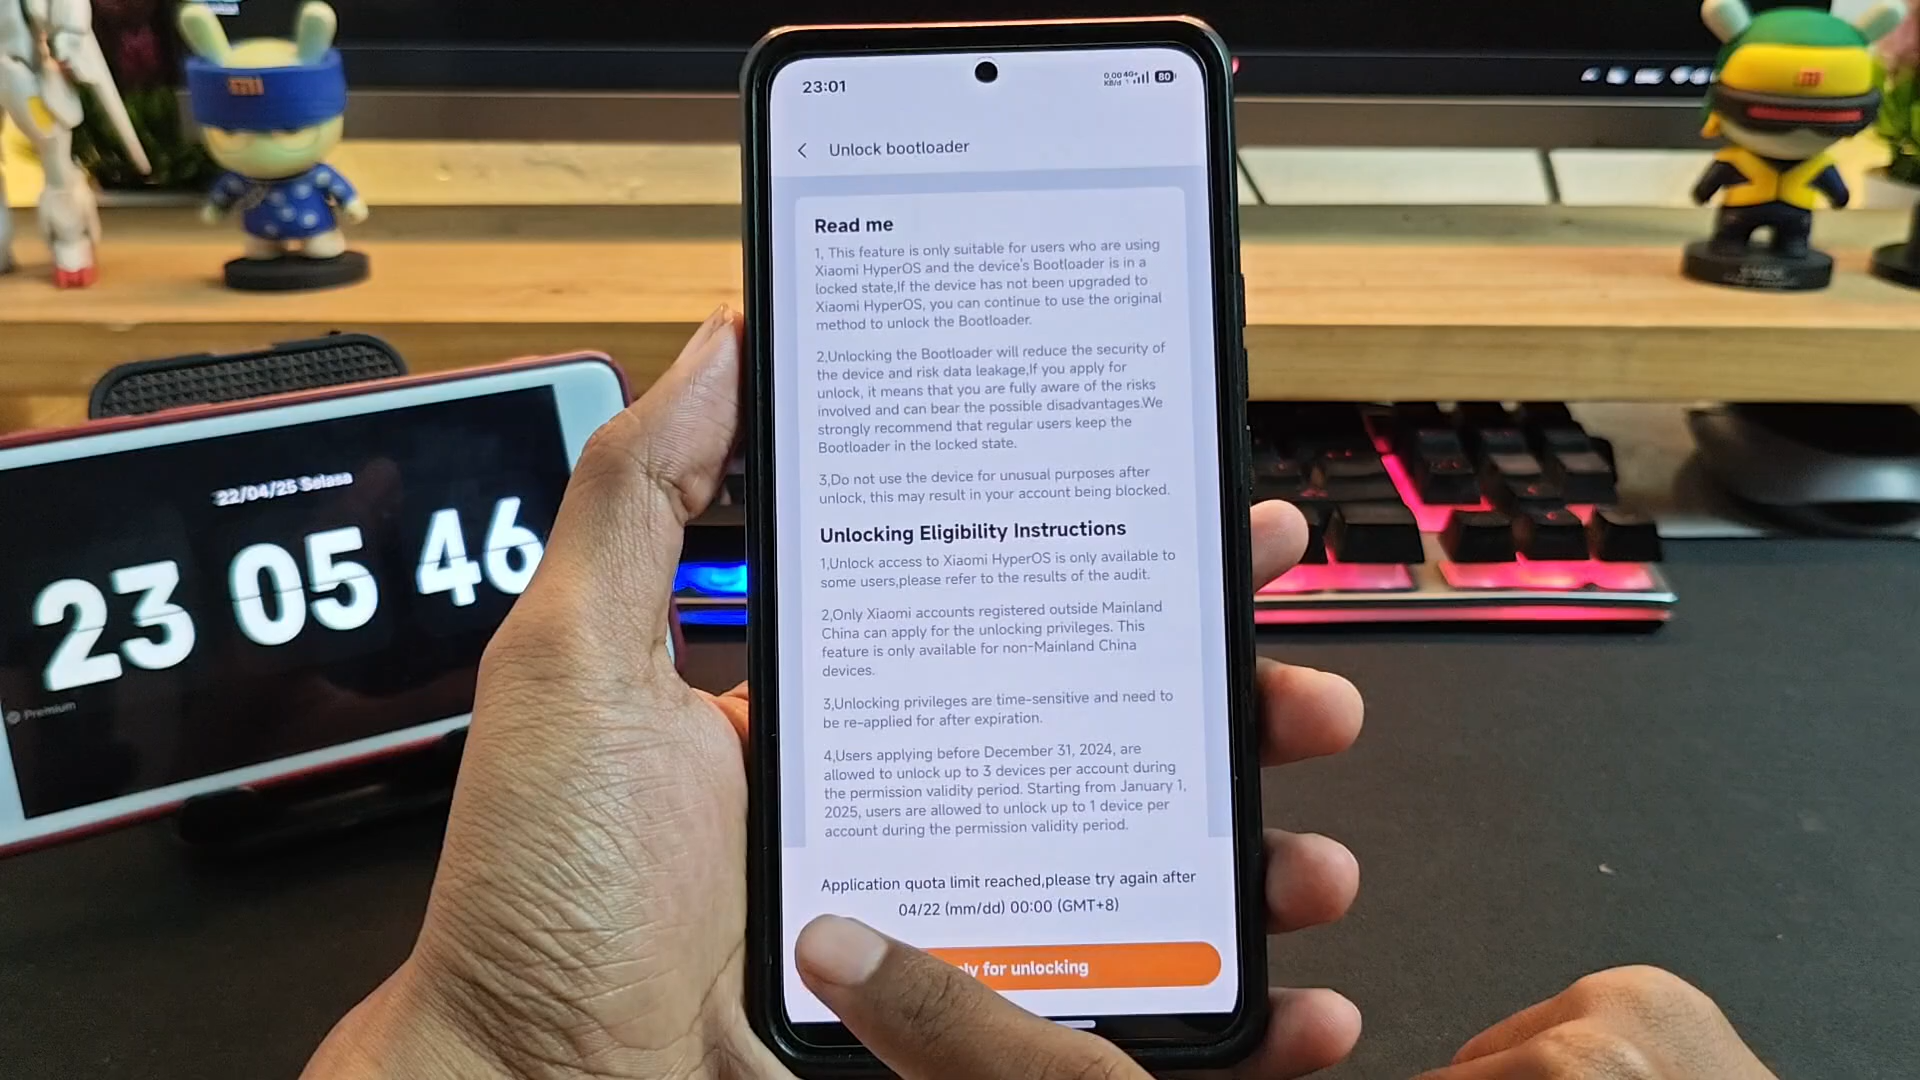 23:01
80
Unlock bootloader
Read me
1, This feature is only suitable for users who are using
Xiaomi HyperOS and the device's Bootloader is in a
locked state,If the device has not been upgraded to
Xiaomi HyperOS, you can continue to use the original
method to unlock the Bootloader.
2,Unlocking the Bootloader will reduce the security of
the device and risk data leakage,If you apply for
unlock, it means that you are fully aware of the risks
involved and can bear the possible disadvantages.We
strongly recommend that regular users keep the
Bootloader in the locked state.
3,Do not use the device for unusual purposes after
unlock, this may result in your account being blocked.
Unlocking Eligibility Instructions
1,Unlock access to Xiaomi HyperOS is only available to
some users,please refer to the results of the audit.
2,Only Xiaomi accounts registered outside Mainland
China can apply for the unlocking privileges. This
feature is only available for non-Mainland China
devices.
3,Unlocking privileges are time-sensitive and need to
be re-applied for after expiration.
4,Users applying before December 31, 2024, are
allowed to unlock up to 3 devices per account during
the permission validity period. Starting from January 1,
2025, users are allowed to unlock up to 1 device per
account during the permission validity period.
Application quota limit reached,please try again after
04/22 (mm/dd) 00:00 (GMT+8)
for unlocking
22/04/25 Selasa
23 05 46
Premium
mi
mi